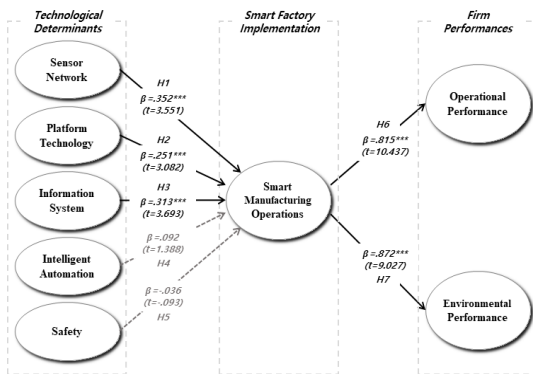 Technological
Determinants
Smart Factory
Implementation
Firm
Performances
Sensor
Network
Platform
Technology
Information
System
Intelligent
Automation
Safety
H1
β =.352***
(t=3.551)
H2
β =.251***
(t=3.082)
H3
β =.313***
(t=3.693)
β =.092
(t=1.388)
H4
β =-.036
(t=-.093)
H5
Smart
Manufacturing
Operations
H6
β =.815***
(t=10.437)
β =.872***
(t=9.027)
H7
Operational
Performance
Environmental
Performance